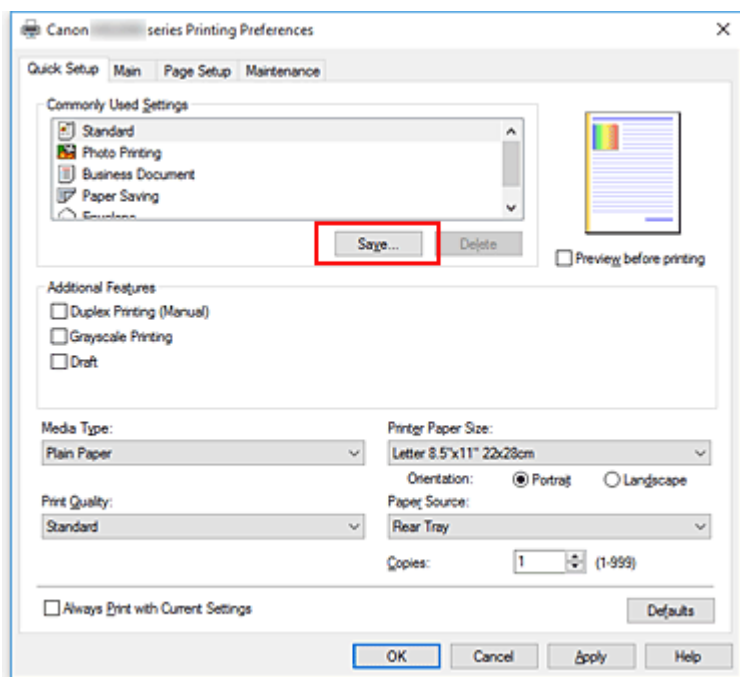 Canon series Printing Preferences
Quick Setup Main Page Setup Maintenance
Commonly Used Settings
Standard
Photo Printing
Business Document
Paper Saving
Envelope
Save... Delete
Preview before printing
Additional Features
Duplex Printing (Manual)
Grayscale Printing
Draft
Media Type: Printer Paper Size:
Plain Paper Letter 8.5"x11" 22x28cm
Orientation: Portrait Landscape
Print Quality: Paper Source:
Standard Rear Tray
Copies: 1 (1-999)
Always Print with Current Settings Defaults
OK Cancel Apply Help